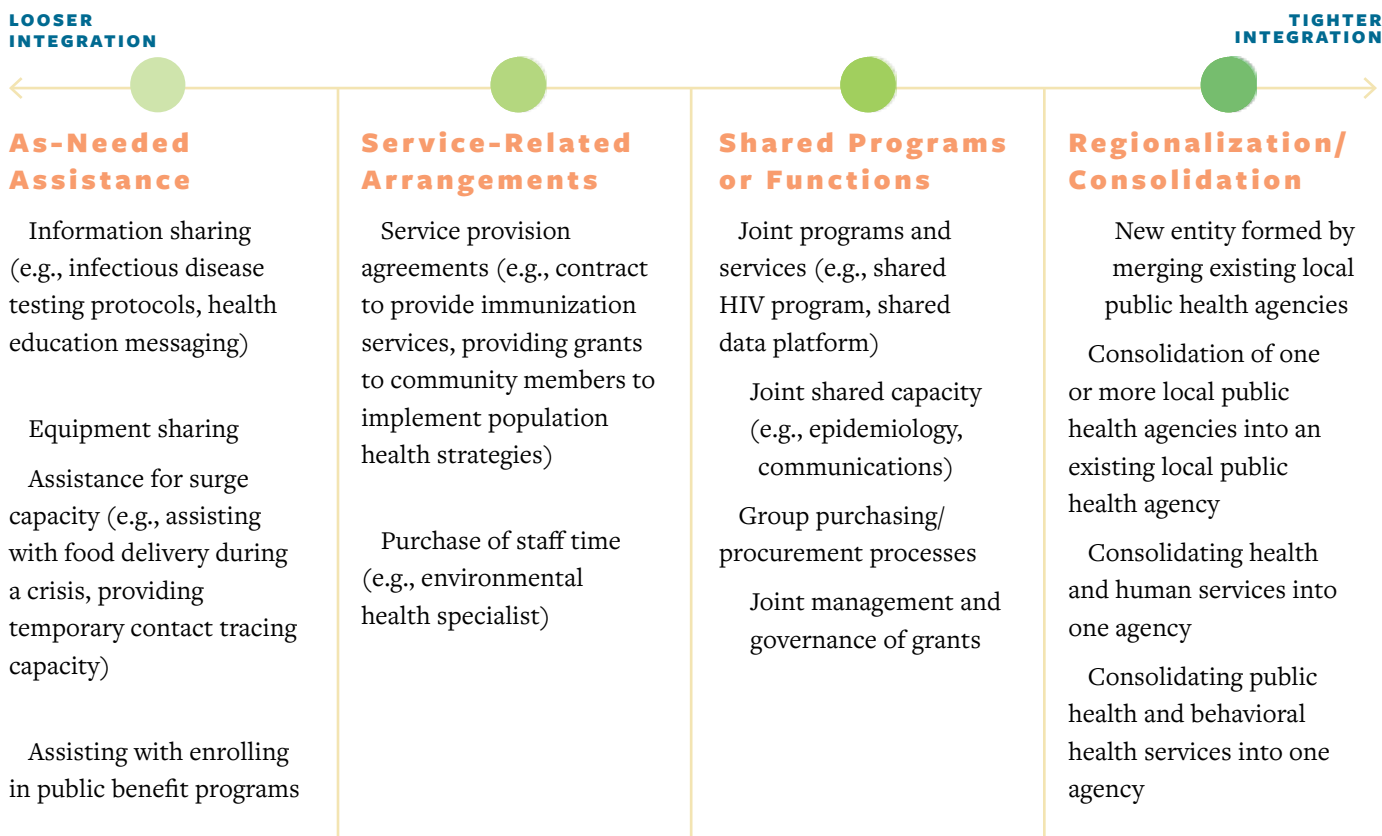 LOOSER
INTEGRATION
TIGHTER
INTEGRATION
As-Needed
Assistance
Information sharing
(e.g., infectious disease
testing protocols, health
education messaging)
Equipment sharing
Assistance for surge
capacity (e.g., assisting
with food delivery during
a crisis, providing
temporary contact tracing
capacity)
Assisting with enrolling
in public benefit programs
Service-Related
Arrangements
Service provision
agreements (e.g., contract
to provide immunization
services, providing grants
to community members to
implement population
health strategies)
Purchase of staff time
(e.g., environmental
health specialist)
Shared Programs
or Functions
Joint programs and
services (e.g., shared
HIV program, shared
data platform)
Joint shared capacity
(e.g., epidemiology,
communications)
Group purchasing/
procurement processes
Joint management and
governance of grants
Regionalization/
Consolidation
New entity formed by
merging existing local
public health agencies
Consolidation of one
or more local public
health agencies into an
existing local public
health agency
Consolidating health
and human services into
one agency
Consolidating public
health and behavioral
health services into one
agency